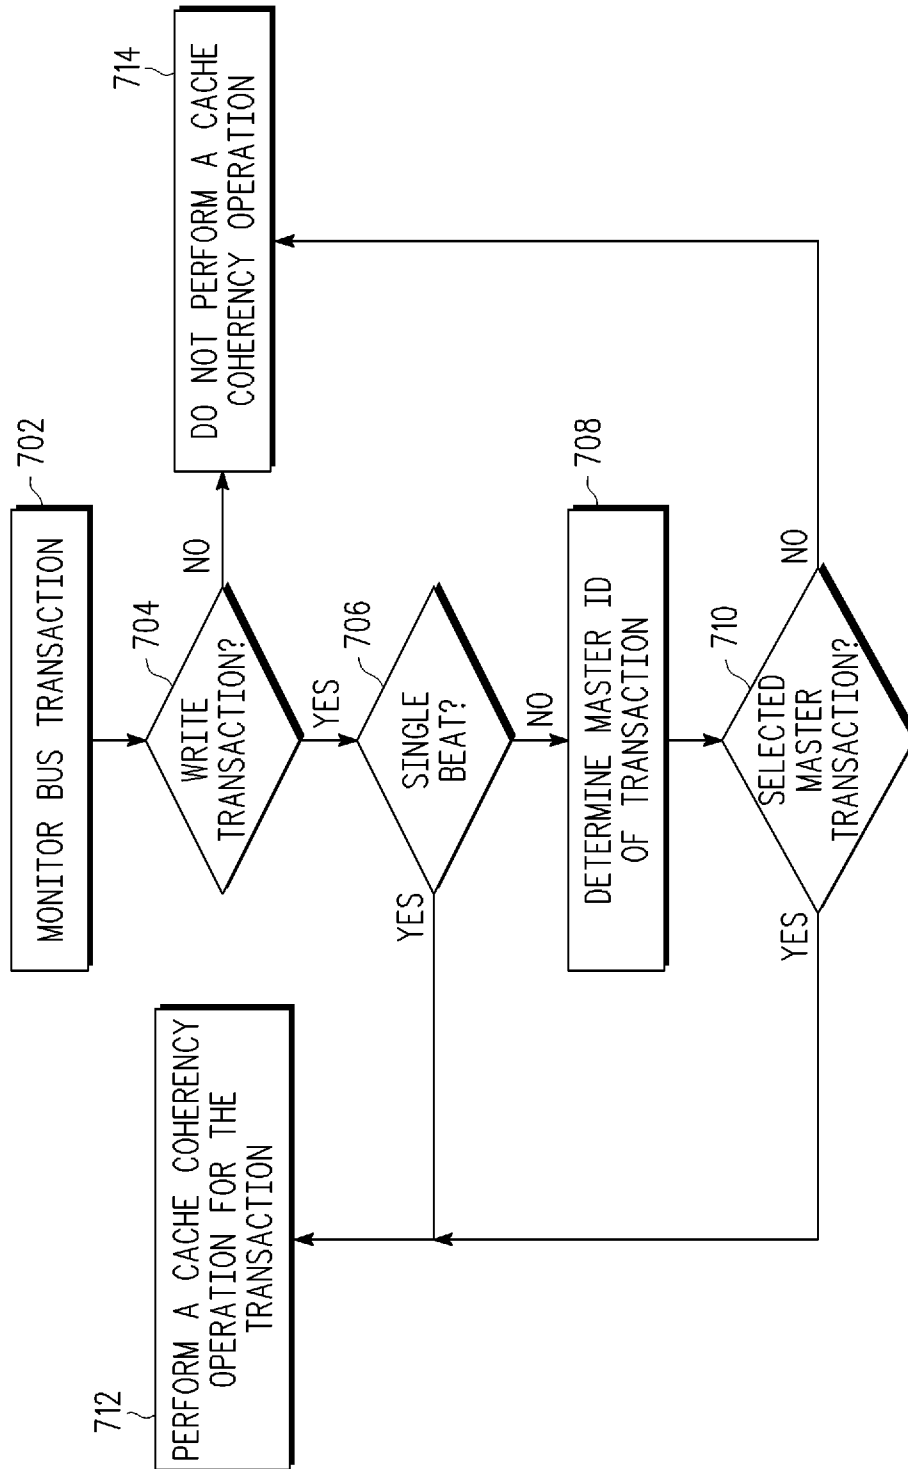 702
MONITOR BUS TRANSACTION
704
WRITE
TRANSACTION?
NO
YES
714
DO NOT PERFORM A CACHE
COHERENCY OPERATION
706
SINGLE
BEAT?
YES
NO
712
PERFORM A CACHE COHERENCY
OPERATION FOR THE
TRANSACTION
708
DETERMINE MASTER ID
OF TRANSACTION
710
SELECTED
MASTER
TRANSACTION?
YES
NO